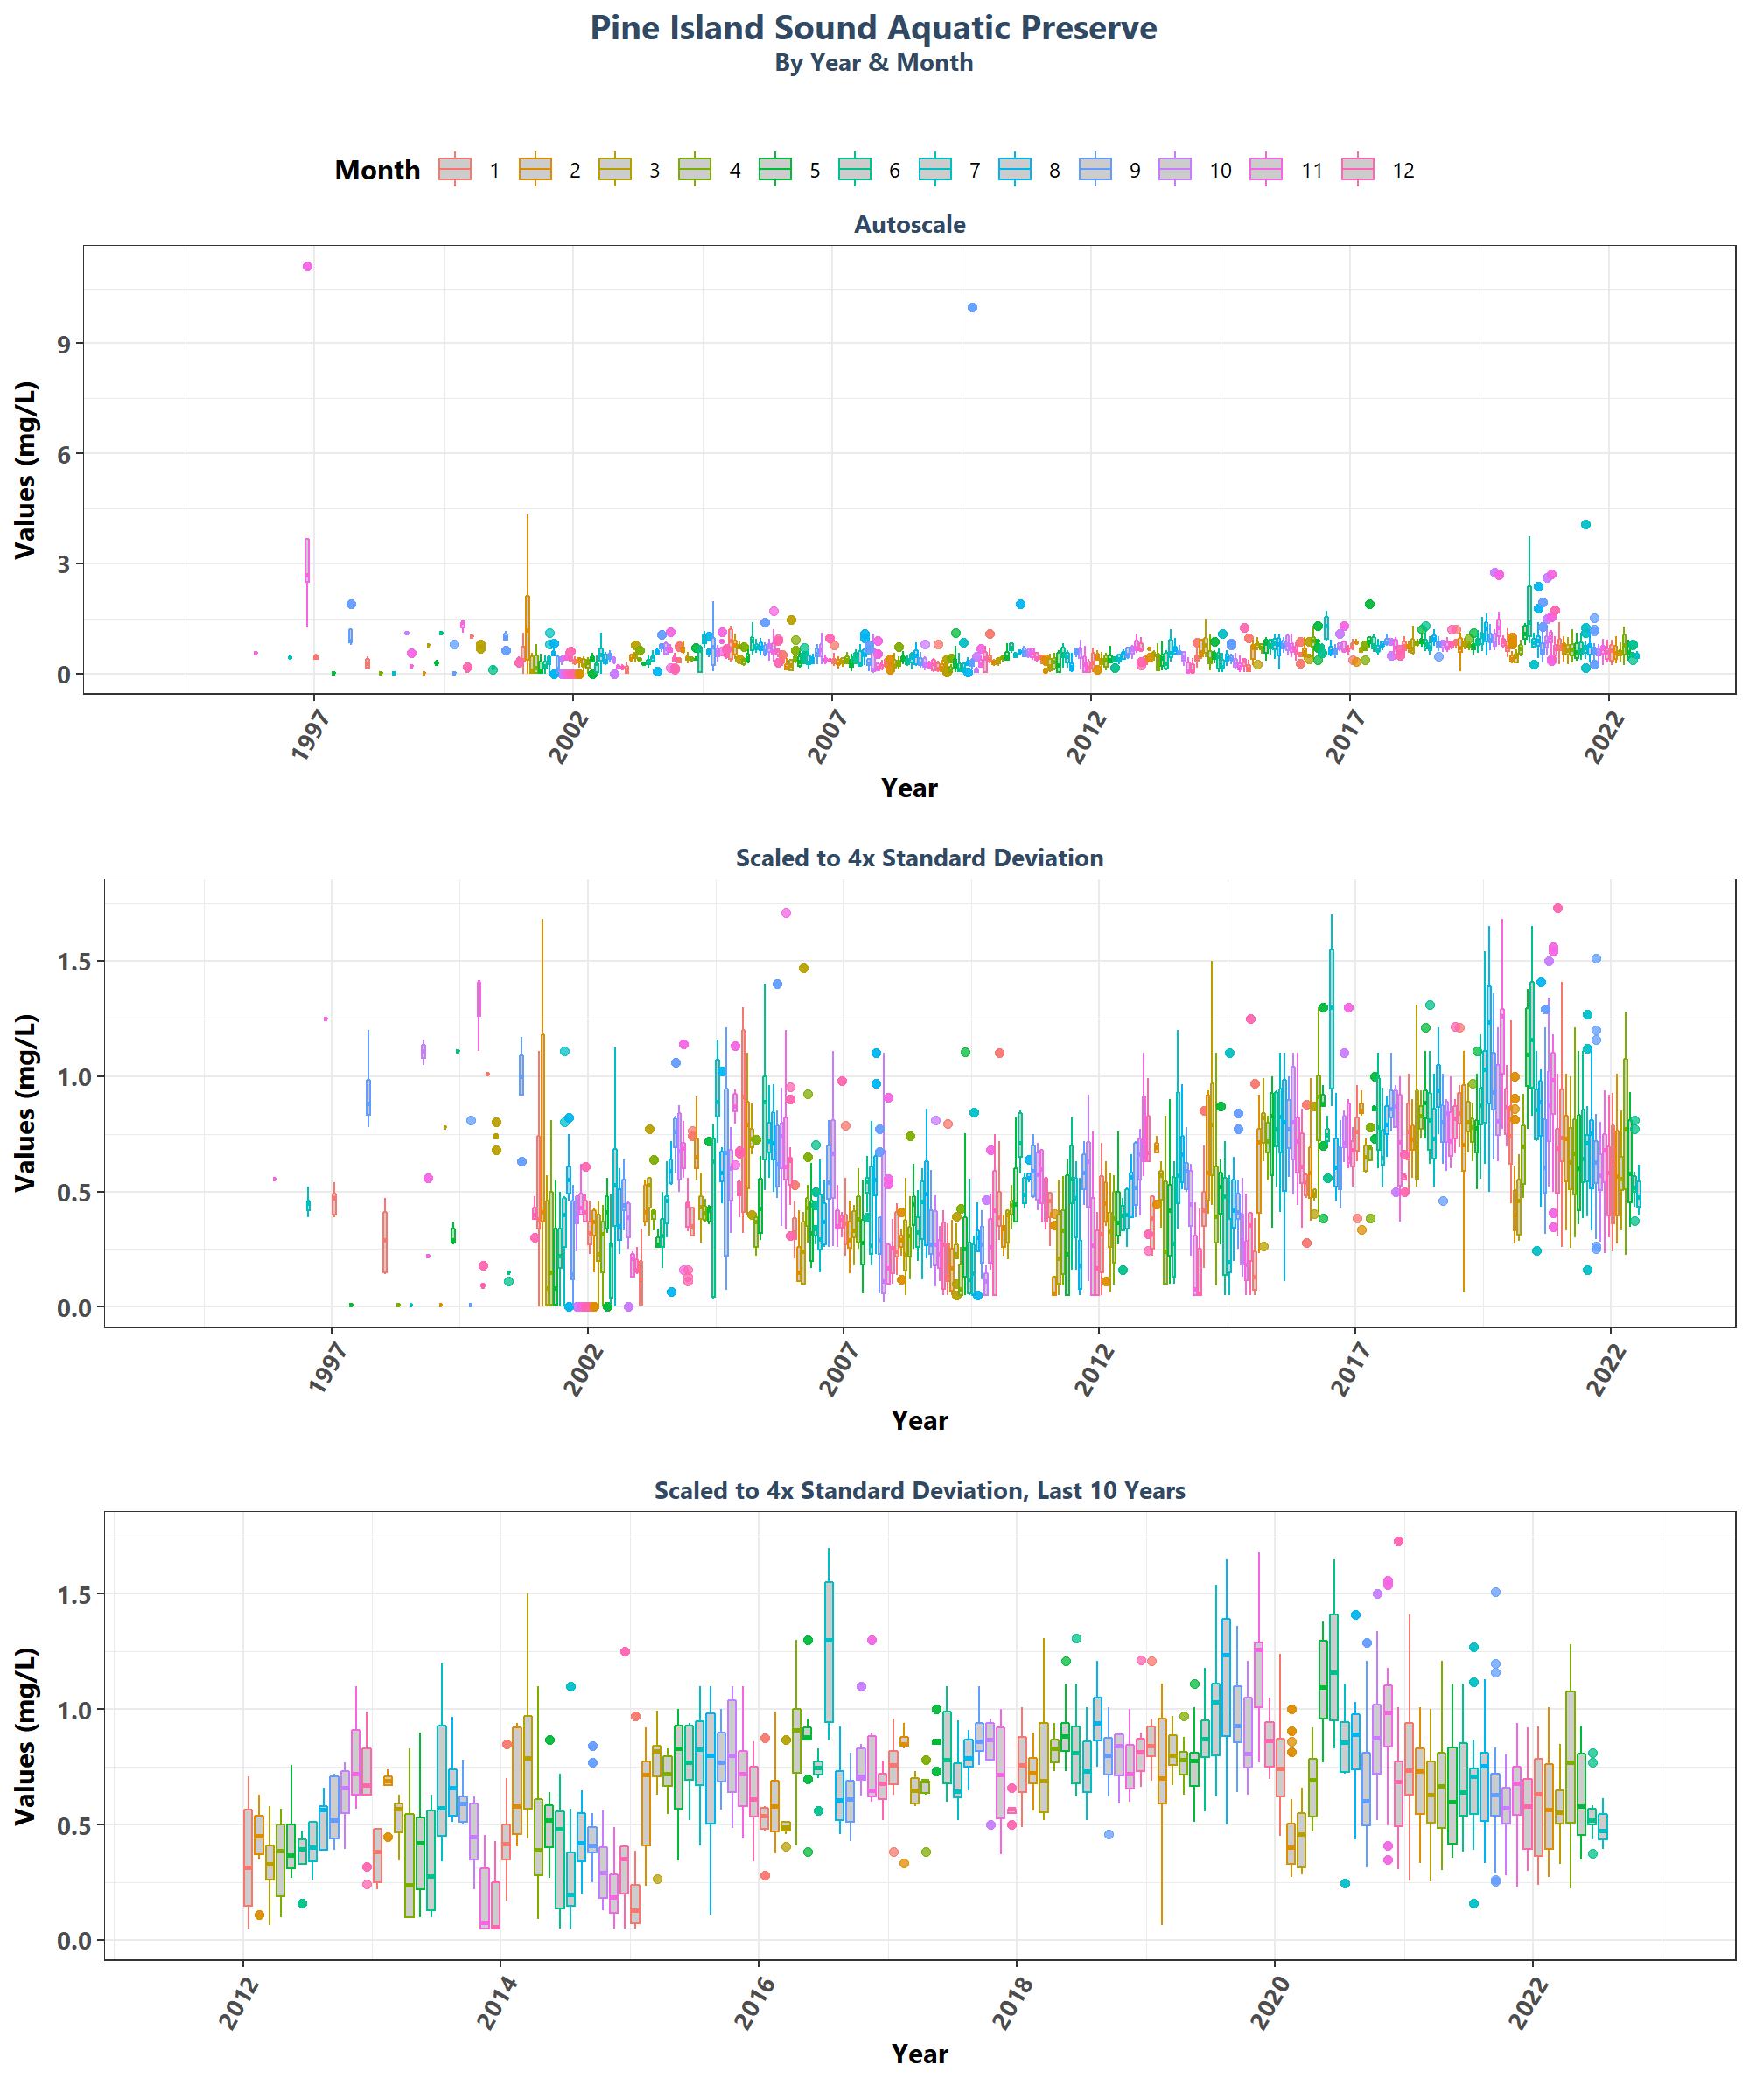 Pine Island Sound Aquatic Preserve
By Year & Month
Month 1 2 3 4 5 6 7 8 9 10 11 12
Autoscale
Values (mg/L)
9
6
3
0
1997 2002 2007 2012 2017 2022
Year
Scaled to 4x Standard Deviation
Values (mg/L)
1.5
1.0
0.5
0.0
1997 2002 2007 2012 2017 2022
Year
Scaled to 4x Standard Deviation, Last 10 Years
Values (mg/L)
1.5
1.0
0.5
0.0
2012 2014 2016 2018 2020 2022
Year